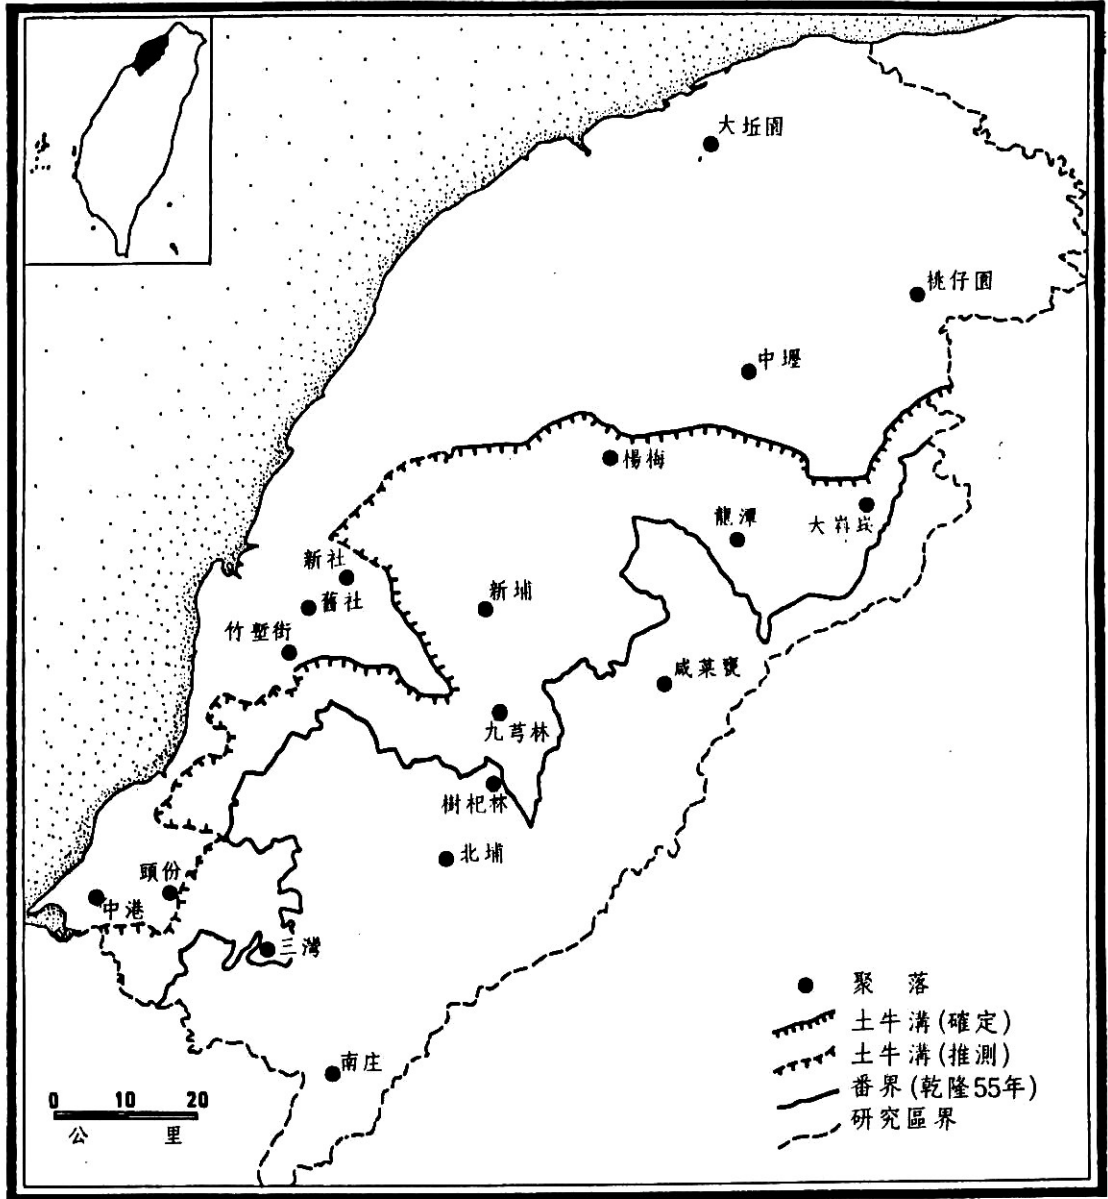 大坵園
桃仔園
中壢
楊梅
龍潭
大嵙崁
新社
舊社
新埔
竹塹街
咸菜甕
九芎林
樹杞林
北埔
頭份
中港
三灣
南庄
聚落
土牛溝(確定)
土牛溝(推測)
番界(乾隆55年)
研究區界
0 10 20
公里